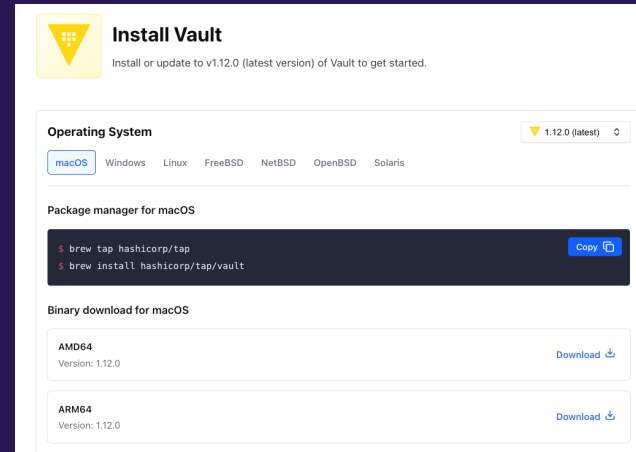 Install Vault
Install or update to v1.12.0 (latest version) of Vault to get started.
Operating System
1.12.0 (latest)
macOS Windows Linux FreeBSD NetBSD OpenBSD Solaris
Package manager for macOS
$ brew tap hashicorp/tap
Copy
$ brew install hashicorp/tap/vault
Binary download for macOS
AMD64
Version: 1.12.0
Download
ARM64
Version: 1.12.0
Download